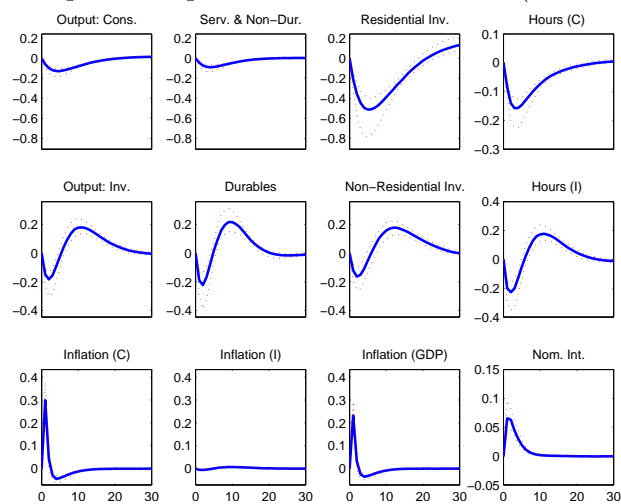 Output: Cons. Serv. & Non−Dur. Residential Inv. Hours (C)
0.2 0.2 0.2 0.1
0 0 0 0
−0.2 −0.2 −0.2 −0.1
−0.4 −0.4 −0.4 −0.2
−0.6 −0.6 −0.6 −0.3
−0.8 −0.8 −0.8
Output: Inv. Durables Non−Residential Inv. Hours (I)
0.2 0.2 0.2 0.4
0 0 0 0.2
−0.2 −0.2 −0.2 0
−0.4 −0.4 −0.4 −0.2
−0.4
Inflation (C) Inflation (I) Inflation (GDP) Nom. Int.
0.4 0.4 0.4 0.15
0.3 0.3 0.3 0.1
0.2 0.2 0.2 0.05
0.1 0.1 0.1 0
0 0 0 −0.05
0 10 20 30 0 10 20 30 0 10 20 30 0 10 20 30